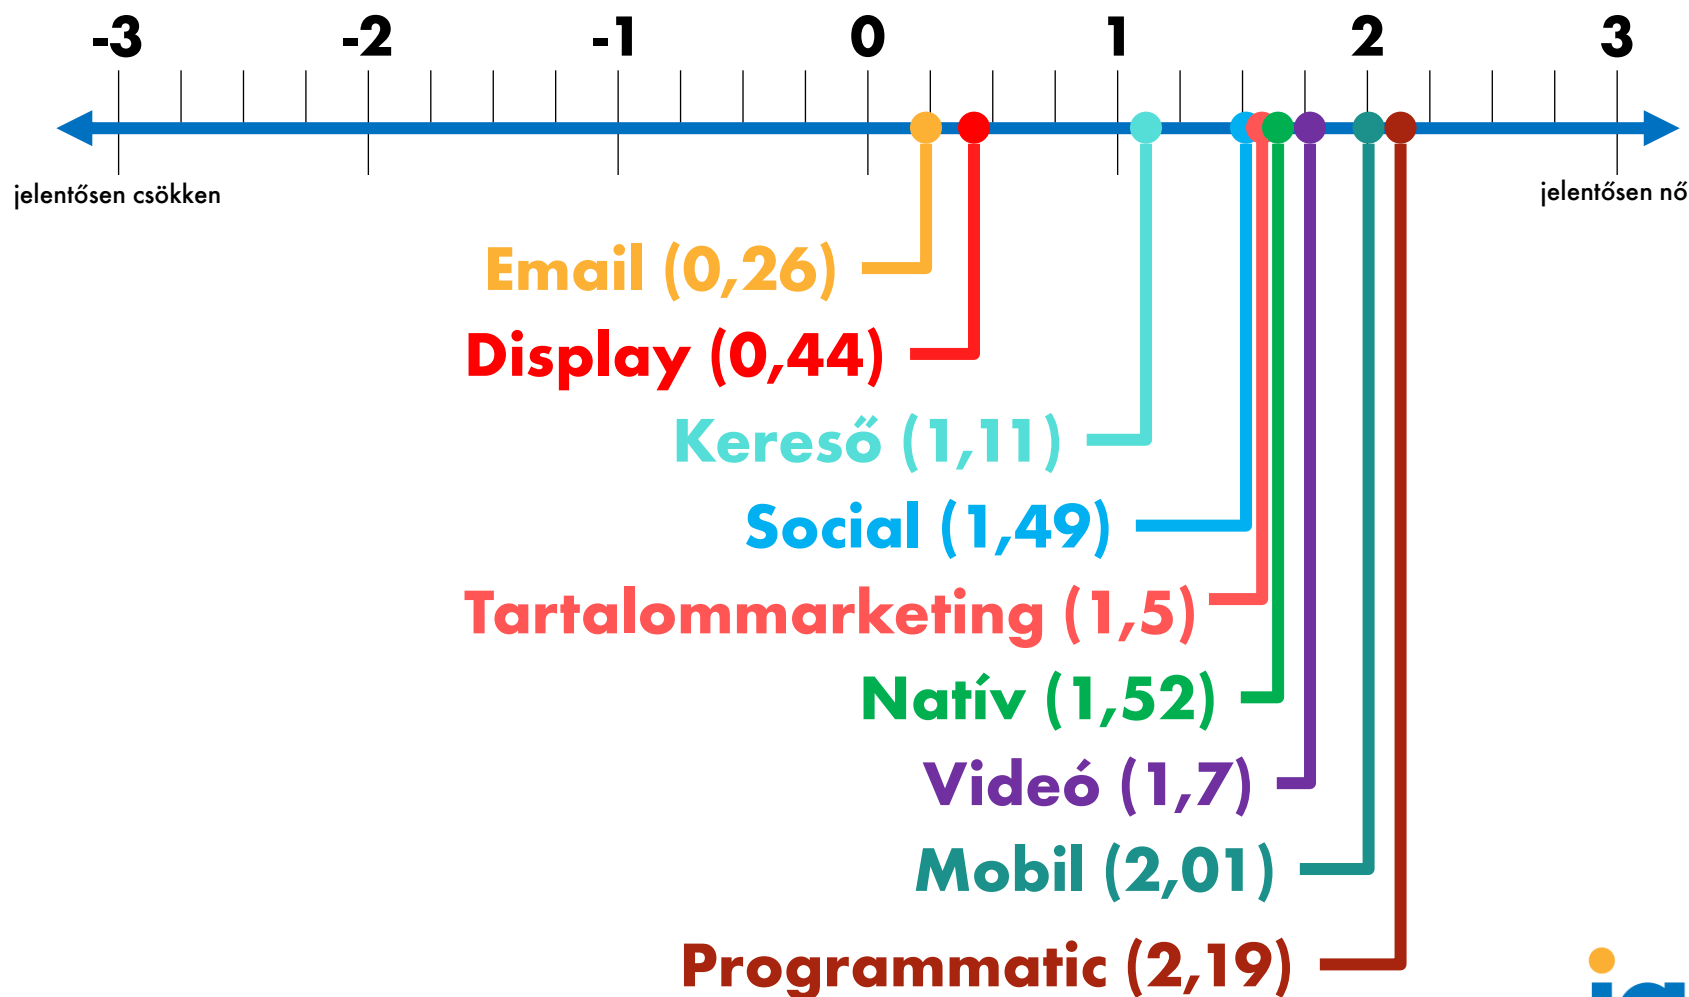 -3 -2 -1 0 1 2 3
jelentősen csökken jelentősen nő
Email (0,26)
Display (0,44)
Kereső (1,11)
Social (1,49)
Tartalommarketing (1,5)
Natív (1,52)
Videó (1,7)
Mobil (2,01)
Programmatic (2,19)